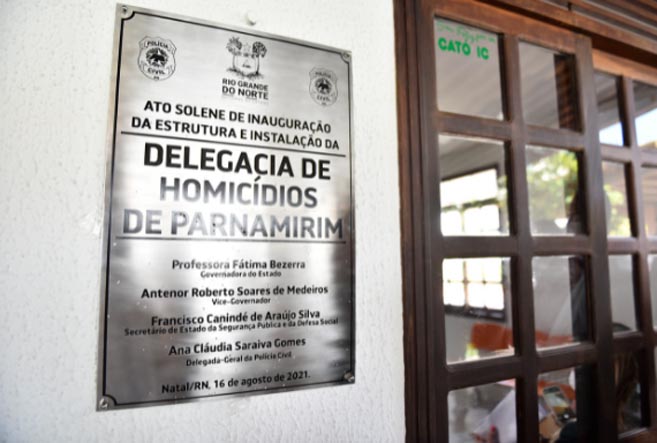 POLÍCIA
CIVIL
RIO GRANDE
DO NORTE
POLÍCIA
CIVIL
ATO SOLENE DE INAUGURAÇÃO
DA ESTRUTURA E INSTALAÇÃO DA
DELEGACIA DE
HOMICÍDIOS
DE PARNAMIRIM
Professora Fátima Bezerra
Governadora do Estado
Antenor Roberto Soares de Medeiros
Vice-Governador
Francisco Canindé de Araújo Silva
Secretário de Estado da Segurança Pública e da Defesa Social
Ana Cláudia Saraiva Gomes
Delegada-Geral da Polícia Civil
Natal/RN, 16 de agosto de 2021.
CATÓ IC